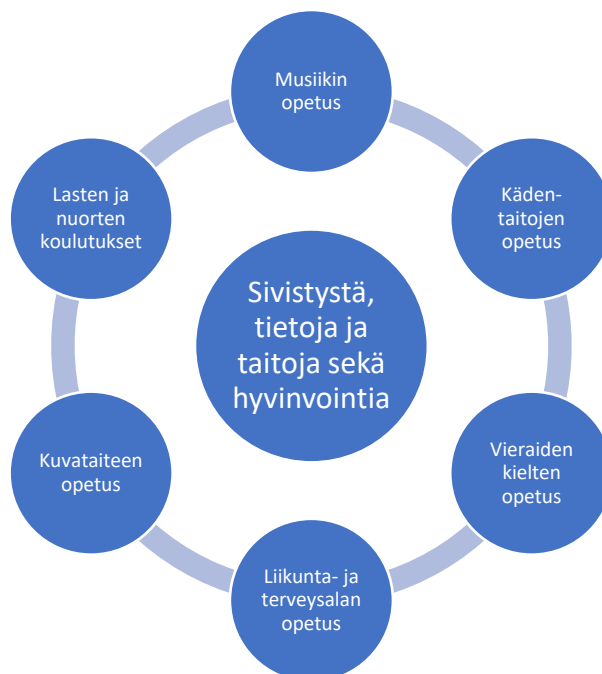 Musiikin
opetus
Käden-
taitojen
opetus
Vieraiden
kielten
opetus
Liikunta- ja
terveysalan
opetus
Kuvataiteen
opetus
Lasten ja
nuorten
koulutukset
Sivistystä,
tietoja ja
taitoja sekä
hyvinvointia